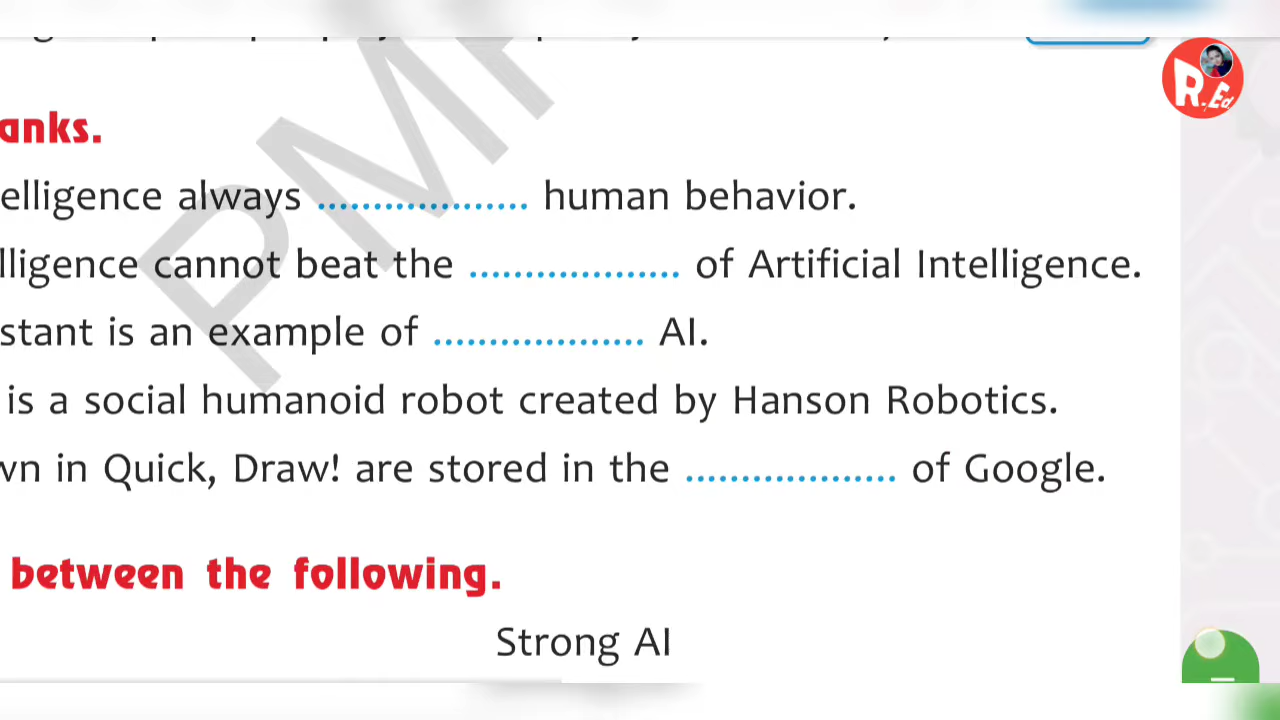 anks.
elligence always ................... human behavior.
lligence cannot beat the ................... of Artificial Intelligence.
stant is an example of ................... AI.
is a social humanoid robot created by Hanson Robotics.
wn in Quick, Draw! are stored in the ................... of Google.
between the following.
Strong AI
R.Ed